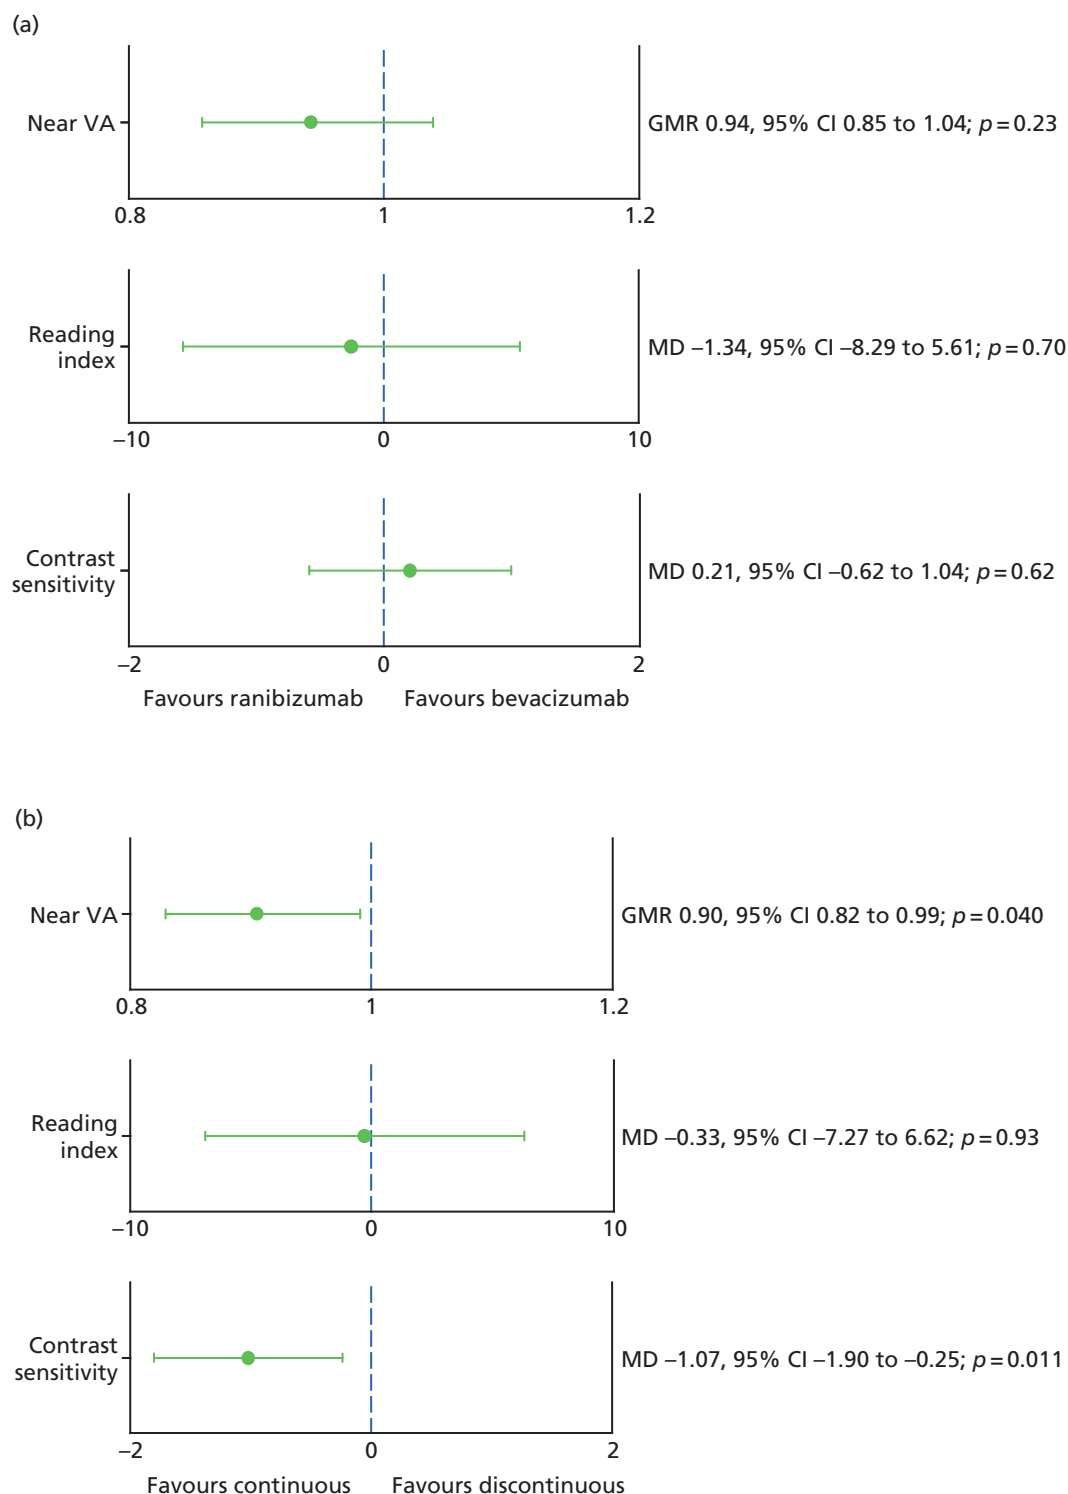 (a)
Near VA
GMR 0.94, 95% CI 0.85 to 1.04; p=0.23
0.8 1 1.2
Reading
index
MD –1.34, 95% CI –8.29 to 5.61; p=0.70
–10 0 10
Contrast
sensitivity
MD 0.21, 95% CI –0.62 to 1.04; p=0.62
–2 0 2
Favours ranibizumab Favours bevacizumab
(b)
Near VA
GMR 0.90, 95% CI 0.82 to 0.99; p=0.040
0.8 1 1.2
Reading
index
MD –0.33, 95% CI –7.27 to 6.62; p=0.93
–10 0 10
Contrast
sensitivity
MD –1.07, 95% CI –1.90 to –0.25; p=0.011
–2 0 2
Favours continuous Favours discontinuous